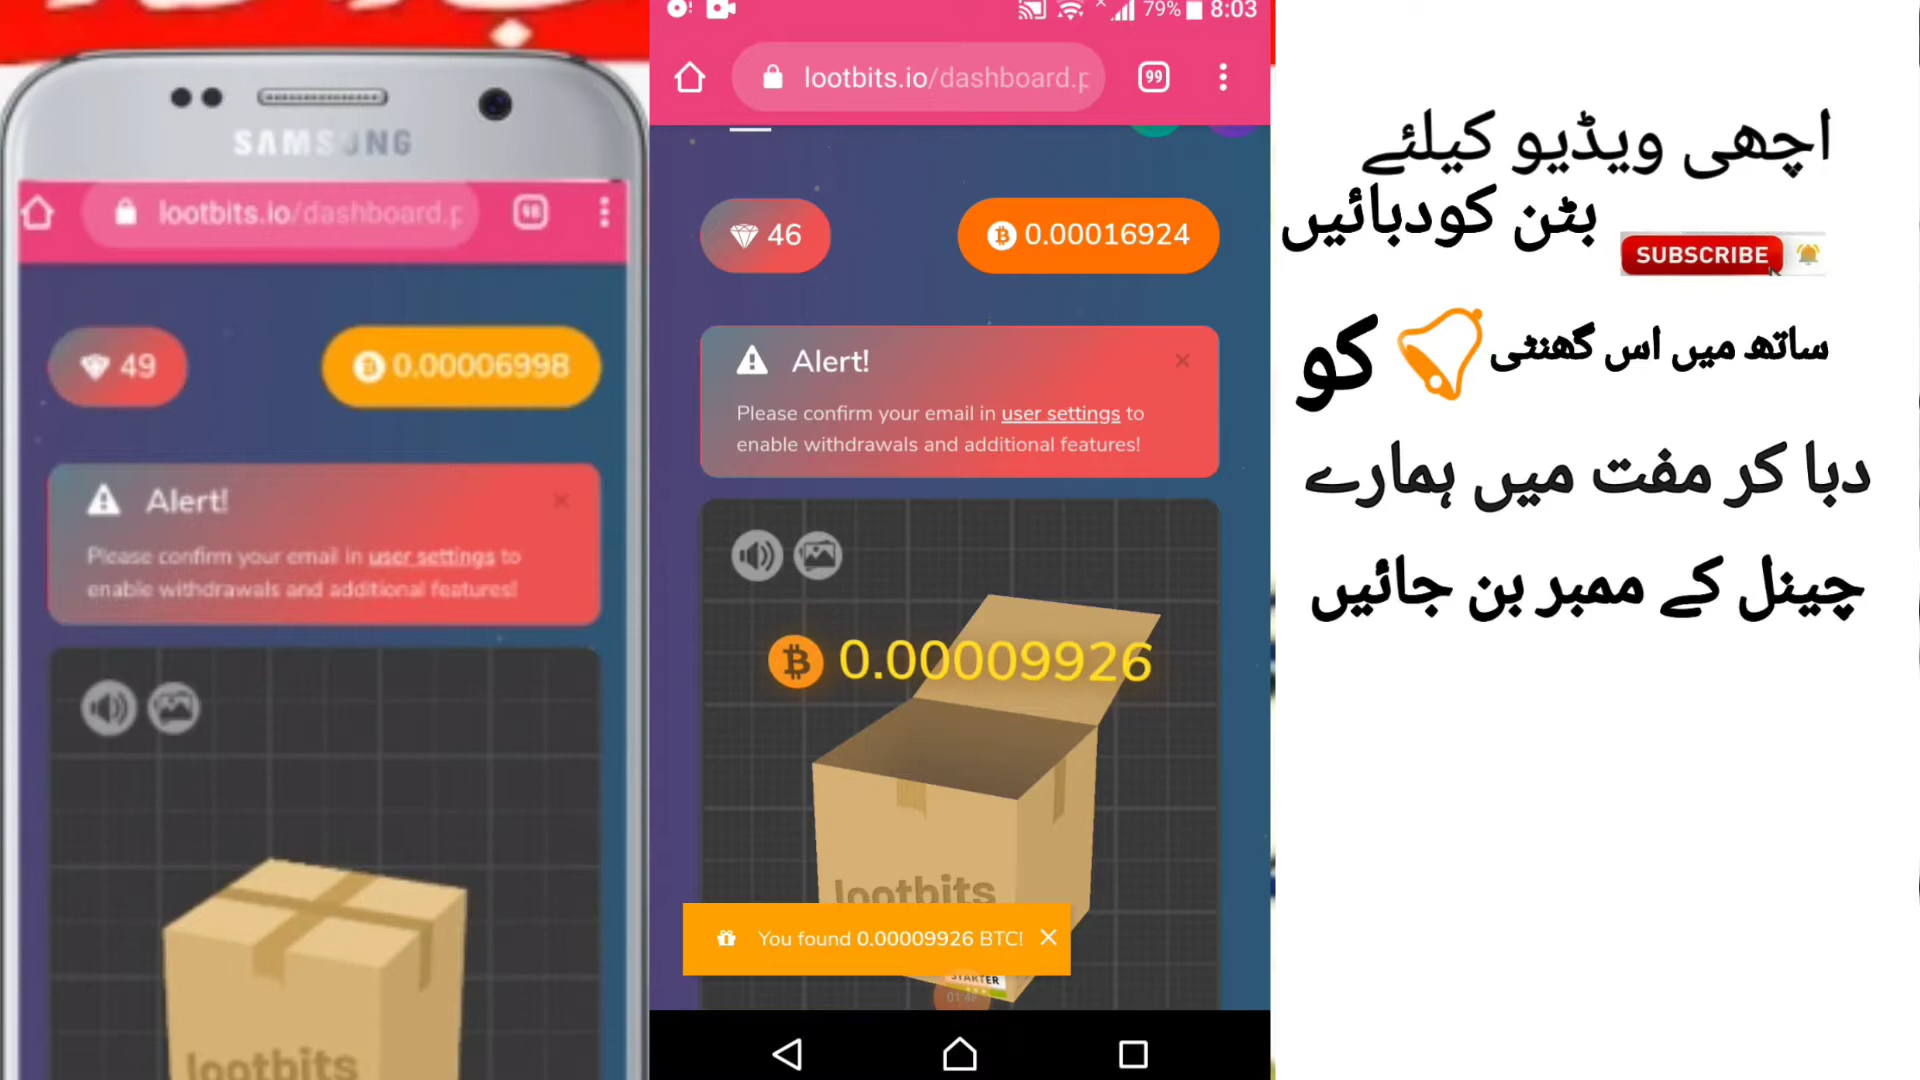 SAMSUNG
lootbits.io/dashboard.p
98
49
0.00006998
Alert!
Please confirm your email in user settings to
enable withdrawals and additional features!
lootbits
79% 8:03
lootbits.io/dashboard.p
99
46
0.00016924
Alert!
Please confirm your email in user settings to
enable withdrawals and additional features!
0.00009926
lootbits
You found 0.00009926 BTC!
STARTER
اچھی ویڈیو کیلئے
بٹن کودبائیں
SUBSCRIBE
ساتھ میں اس گھنٹی کو
دبا کر مفت میں ہمارے
چینل کے ممبر بن جائیں